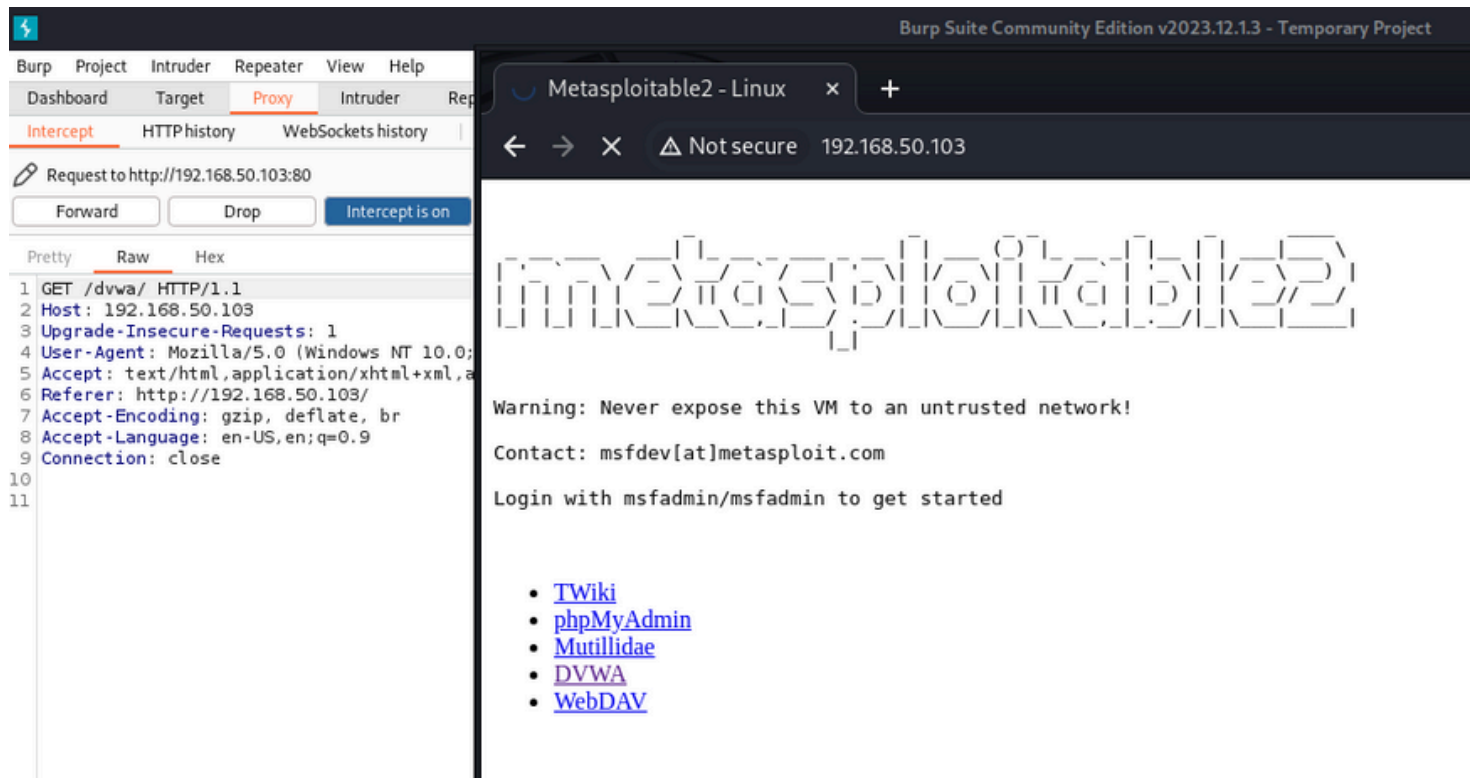 Burp Suite Community Edition v2023.12.1.3 - Temporary Project
Burp Project Intruder Repeater View Help
Dashboard Target Proxy Intruder Rep
Intercept HTTP history WebSockets history
Request to http://192.168.50.103:80
Forward Drop Intercept is on
Pretty Raw Hex
1 GET /dvwa/ HTTP/1.1
2 Host: 192.168.50.103
3 Upgrade-Insecure-Requests: 1
4 User-Agent: Mozilla/5.0 (Windows NT 10.0;
5 Accept: text/html,application/xhtml+xml,a
6 Referer: http://192.168.50.103/
7 Accept-Encoding: gzip, deflate, br
8 Accept-Language: en-US,en;q=0.9
9 Connection: close
10
11
Metasploitable2 - Linux
Not secure 192.168.50.103
metasploitable2
Warning: Never expose this VM to an untrusted network!
Contact: msfdev[at]metasploit.com
Login with msfadmin/msfadmin to get started
TWiki
phpMyAdmin
Mutillidae
DVWA
WebDAV